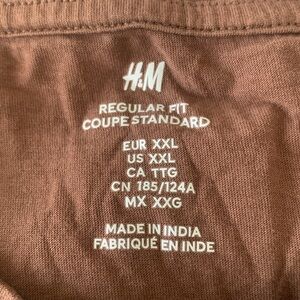 H&M
REGULAR FIT
COUPE STANDARD
EUR XXL
US XXL
CA TTG
CN 185/124A
MX XXG
MADE IN INDIA
FABRIQUÉ EN INDE